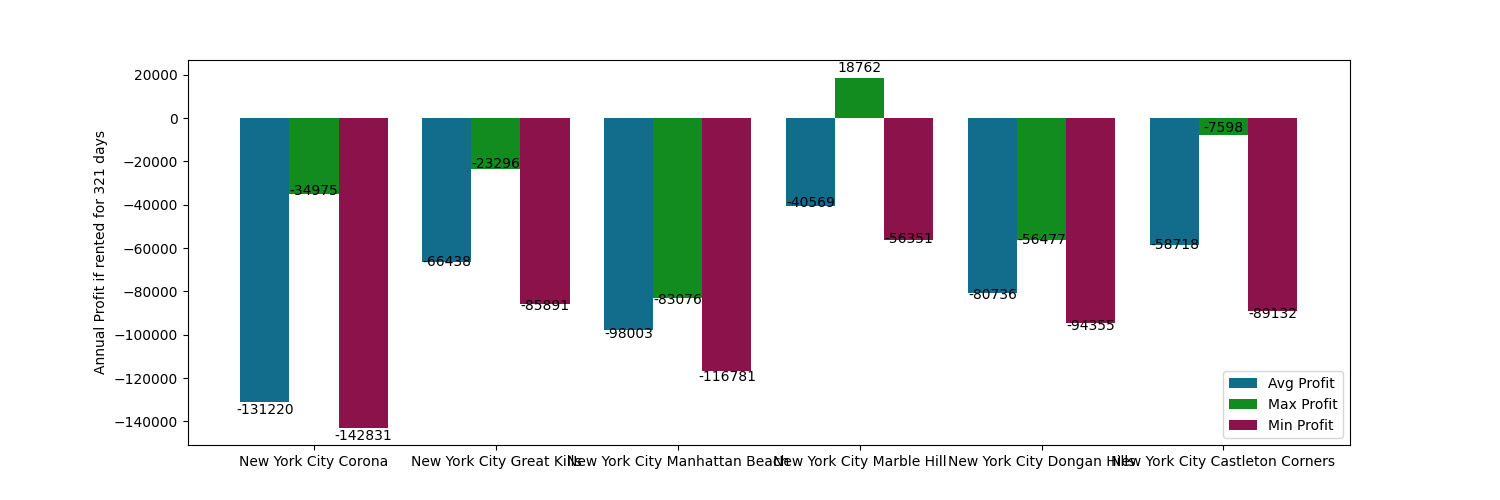 20000
0
−20000
−40000
−60000
−80000
−100000
−120000
−140000
Annual Profit if rented for 321 days
-131220
-34975
-142831
-66438
-23296
-85891
-98003
-83076
-116781
-40569
18762
-56351
-80736
-56477
-94355
-58718
-7598
-89132
New York City Corona
New York City Great Kills
New York City Manhattan Beach
New York City Marble Hill
New York City Dongan Hills
New York City Castleton Corners
Avg Profit
Max Profit
Min Profit